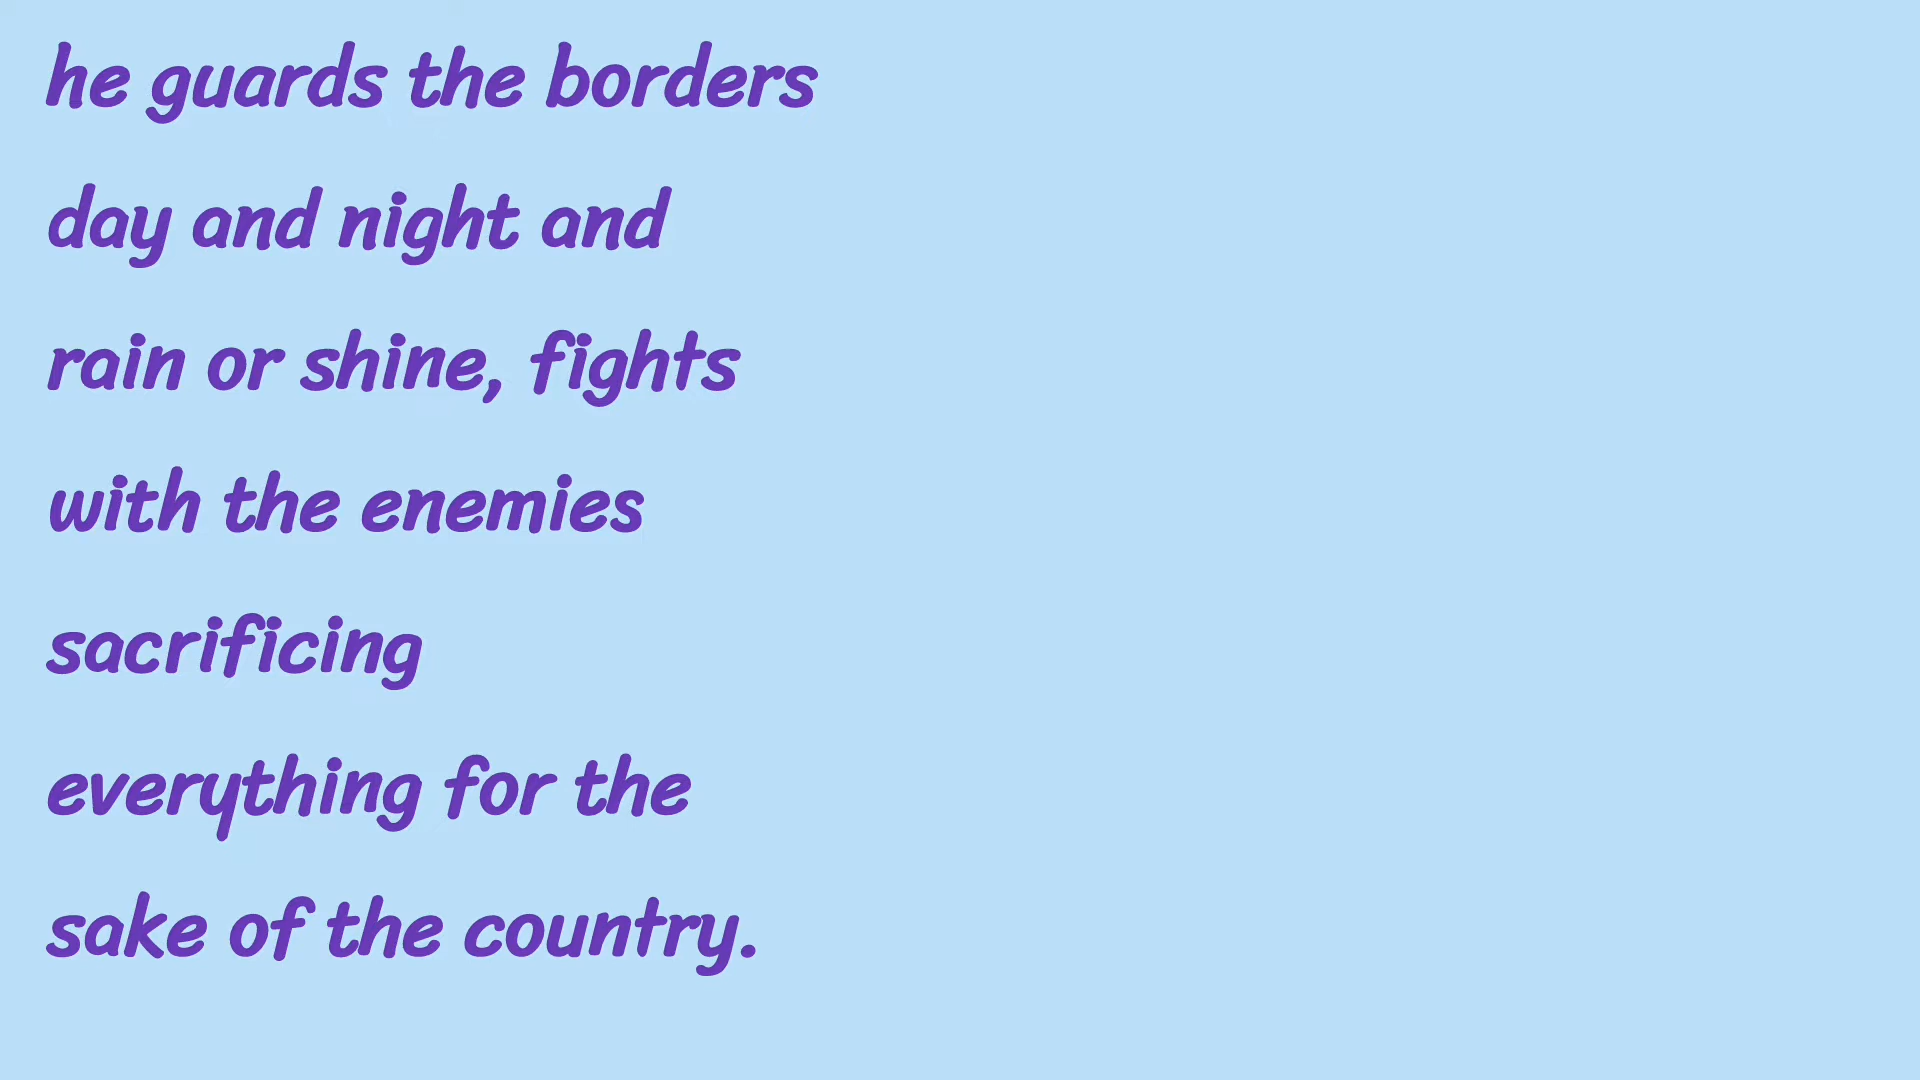 he guards the borders
day and night and
rain or shine, fights
with the enemies
sacrificing
everything for the
sake of the country.